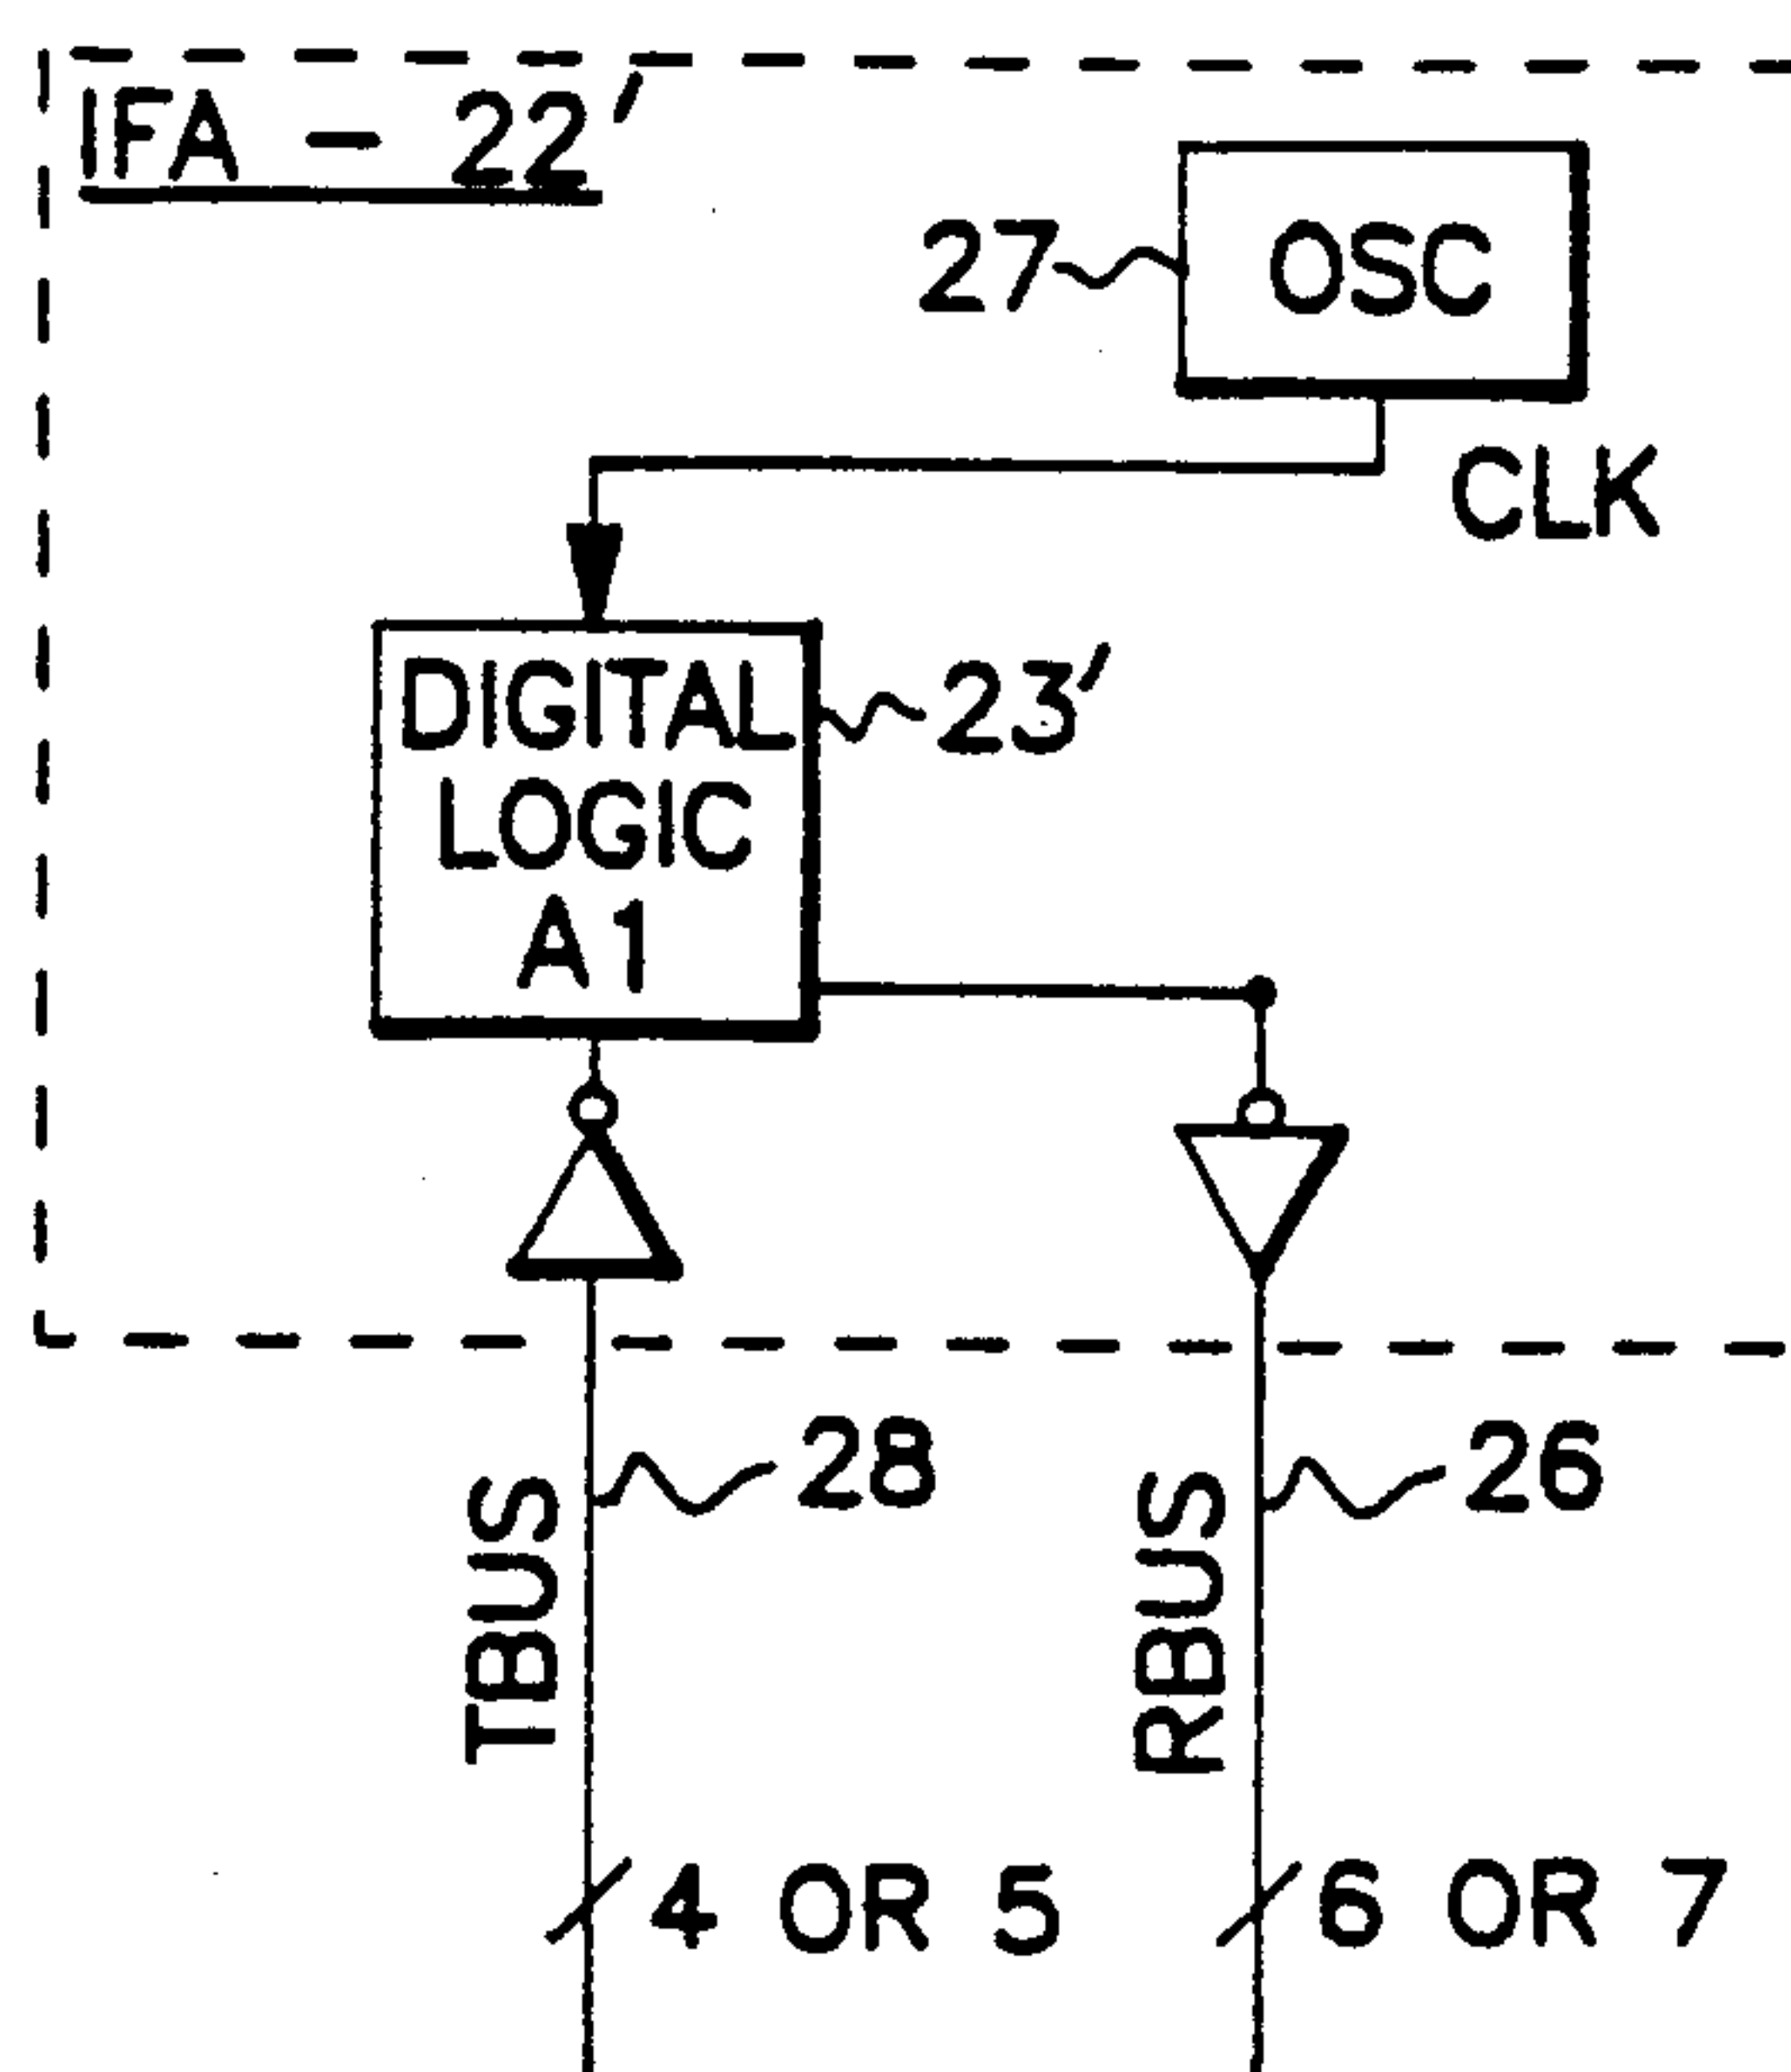 IFA - 22'
27
OSC
CLK
DIGITAL
LOGIC
A1
23'
28
26
TBUS
RBUS
4 OR 5
6 OR 7